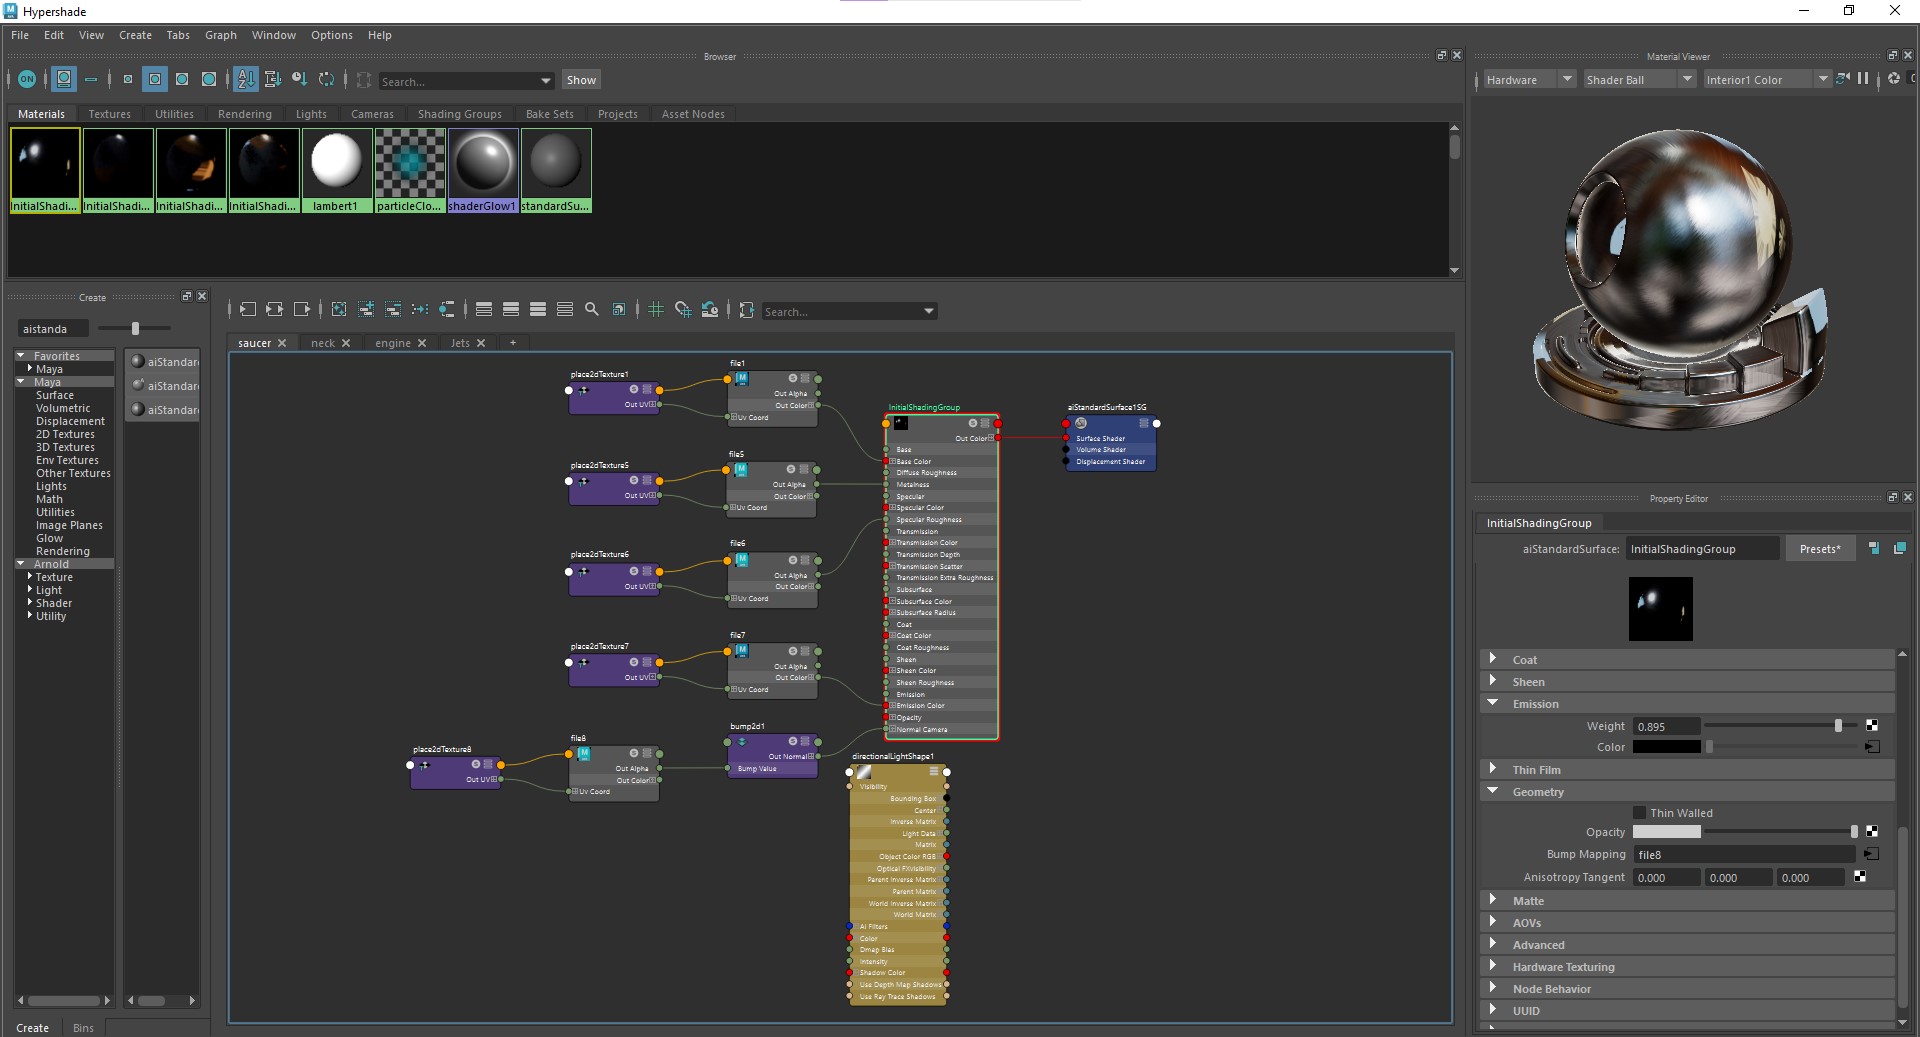 Hypershade
File Edit View Create Tabs Graph Window Options Help
Browser
ON Search... Show
Materials Textures Utilities Rendering Lights Cameras Shading Groups Bake Sets Projects Asset Nodes
InitialShadi... InitialShadi... InitialShadi... InitialShadi... lambert1 particleClo... shaderGlow1 standardSu...
Create
aistanda
Favorites
Maya
Maya
Surface
Volumetric
Displacement
2D Textures
3D Textures
Env Textures
Other Textures
Lights
Math
Utilities
Image Planes
Glow
Rendering
Arnold
Texture
Light
Shader
Utility
aiStandar
aiStandar
aiStandar
Create Bins
Search...
saucer neck engine Jets +
place2dTexture1
Out UV
file1
Out Alpha
Out Color
Uv Coord
place2dTexture5
Out UV
file5
Out Alpha
Out Color
Uv Coord
place2dTexture6
Out UV
file6
Out Alpha
Out Color
Uv Coord
place2dTexture7
Out UV
file7
Out Alpha
Out Color
Uv Coord
place2dTexture8
Out UV
file8
Out Alpha
Out Color
Uv Coord
bump2d1
Out Normal
Bump Value
InitialShadingGroup
Out Color
Base
Base Color
Diffuse Roughness
Metalness
Specular
Specular Color
Specular Roughness
Transmission
Transmission Color
Transmission Depth
Transmission Scatter
Transmission Extra Roughness
Subsurface
Subsurface Color
Subsurface Radius
Coat
Coat Color
Coat Roughness
Sheen
Sheen Color
Sheen Roughness
Emission
Emission Color
Opacity
Normal Camera
aiStandardSurface1SG
Surface Shader
Volume Shader
Displacement Shader
directionalLightShape1
Visibility
Bounding Box
Center
Inverse Matrix
Light Data
Matrix
Object Color RGB
Optical FXVisibility
Parent Inverse Matrix
Parent Matrix
World Inverse Matrix
World Matrix
AI Filters
Color
Dmap Bias
Intensity
Shadow Color
Use Depth Map Shadows
Use Ray Trace Shadows
Material Viewer
Hardware Shader Ball Interior1 Color
Property Editor
InitialShadingGroup
aiStandardSurface: InitialShadingGroup Presets*
Coat
Sheen
Emission
Weight 0.895
Color
Thin Film
Geometry
Thin Walled
Opacity
Bump Mapping file8
Anisotropy Tangent 0.000 0.000 0.000
Matte
AOVs
Advanced
Hardware Texturing
Node Behavior
UUID